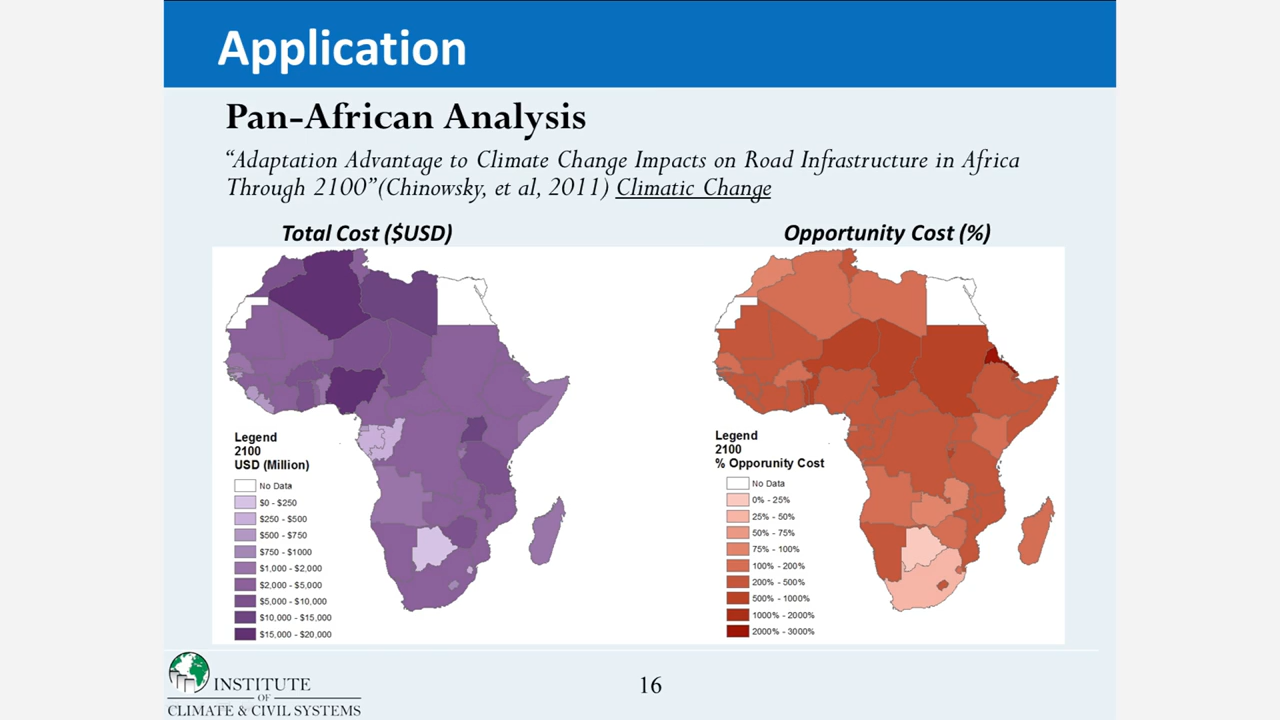 Application
Pan-African Analysis
“Adaptation Advantage to Climate Change Impacts on Road Infrastructure in Africa
Through 2100”(Chinowsky, et al, 2011) Climatic Change
Total Cost ($USD)
Opportunity Cost (%)
Legend
2100
USD (Million)
No Data
$0 - $250
$250 - $500
$500 - $750
$750 - $1000
$1,000 - $2,000
$2,000 - $5,000
$5,000 - $10,000
$10,000 - $15,000
$15,000 - $20,000
Legend
2100
% Opporunity Cost
No Data
0% - 25%
25% - 50%
50% - 75%
75% - 100%
100% - 200%
200% - 500%
500% - 1000%
1000% - 2000%
2000% - 3000%
INSTITUTE
OF
CLIMATE & CIVIL SYSTEMS
16